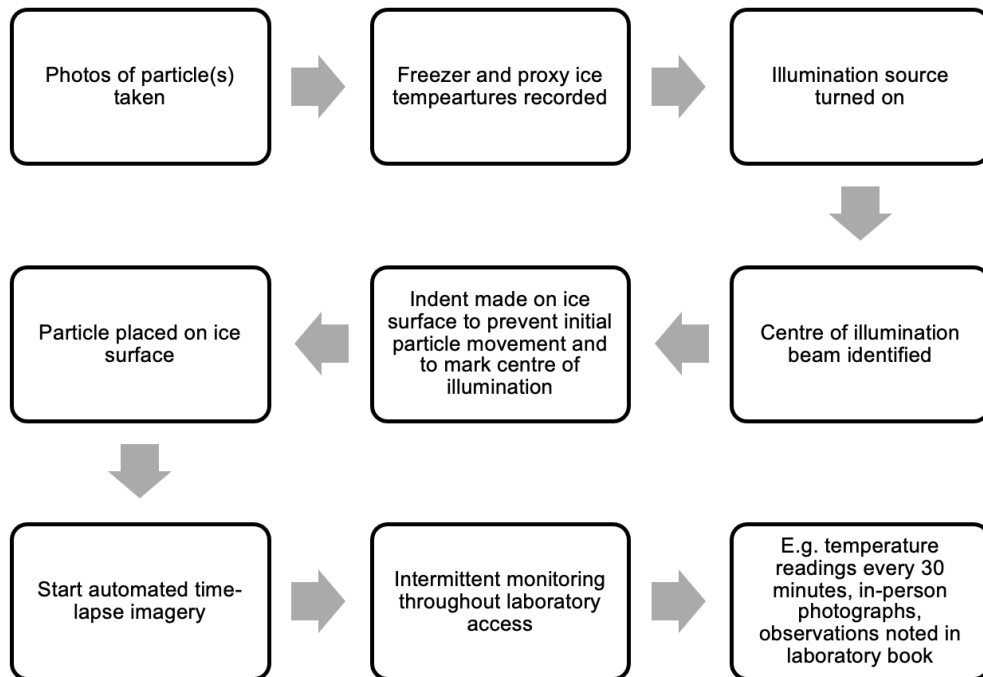 Photos of particle(s)
taken
Freezer and proxy ice
tempeartures recorded
Illumination source
turned on
Centre of illumination
beam identified
Indent made on ice
surface to prevent initial
particle movement and
to mark centre of
illumination
Particle placed on ice
surface
Start automated time-
lapse imagery
Intermittent monitoring
throughout laboratory
access
E.g. temperature
readings every 30
minutes, in-person
photographs,
observations noted in
laboratory book